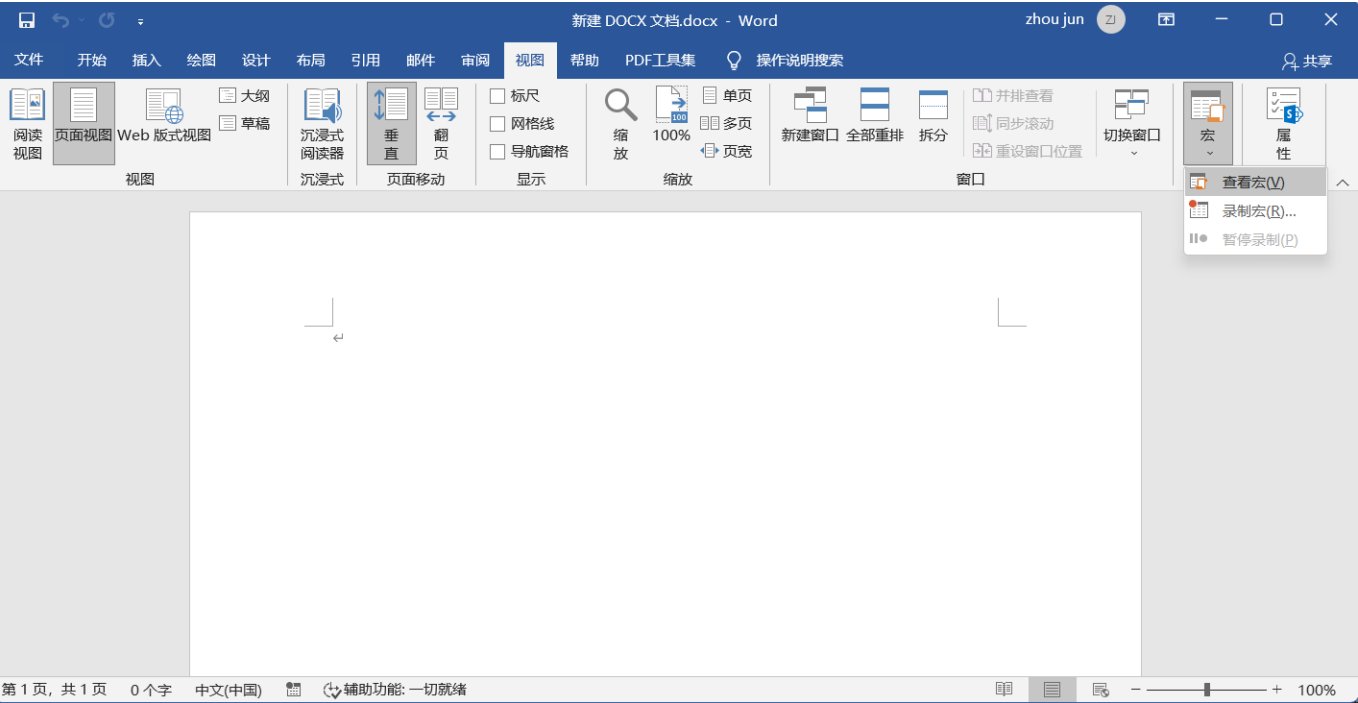 新建 DOCX 文档.docx - Word
zhou jun ZJ
文件 开始 插入 绘图 设计 布局 引用 邮件 审阅 视图 帮助 PDF工具集 操作说明搜索 共享
阅读
视图
页面视图
Web 版式视图
大纲
草稿
视图
沉浸式
阅读器
沉浸式
垂
直
翻
页
页面移动
标尺
网格线
导航窗格
显示
缩
放
100
100%
单页
多页
页宽
缩放
新建窗口
全部重排
拆分
并排查看
同步滚动
重设窗口位置
切换窗口
窗口
宏
S
属
性
查看宏(V)
录制宏(R)...
暂停录制(P)
第 1 页, 共 1 页 0 个字 中文(中国) 辅助功能: 一切就绪 100%